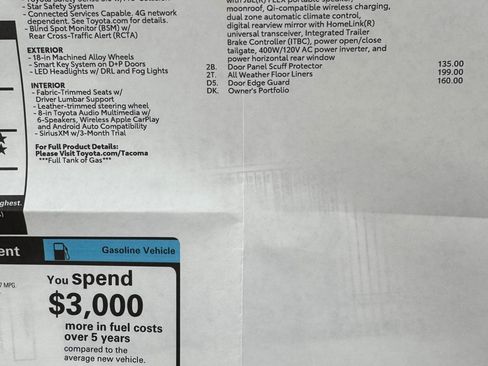 - Star Safety System
- Connected Services Capable, 4G network
dependent. See Toyota.com for details.
- Blind Spot Monitor (BSM) w/
Rear Cross-Traffic Alert (RCTA)
EXTERIOR
- 18-in Machined Alloy Wheels
- Smart Key System on D+P Doors
- LED Headlights w/ DRL and Fog Lights
INTERIOR
- Fabric-Trimmed Seats w/
Driver Lumbar Support
- Leather-trimmed steering wheel
- 8-in Toyota Audio Multimedia w/
6-Speakers, Wireless Apple CarPlay
and Android Auto Compatibility
- SiriusXM w/3-Month Trial
For Full Product Details:
Please Visit Toyota.com/Tacoma
***Full Tank of Gas***
moonroof, Qi-compatible wireless charging,
dual zone automatic climate control,
digital rearview mirror with HomeLink(R)
universal transceiver, Integrated Trailer
Brake Controller (ITBC), power open/close
tailgate, 400W/120V AC power inverter, and
power horizontal rear window
2B. Door Panel Scuff Protector 135.00
2T. All Weather Floor Liners 199.00
D5. Door Edge Guard 160.00
DK. Owner's Portfolio
ghest.
ent
Gasoline Vehicle
MPG.
You spend
$3,000
more in fuel costs
over 5 years
compared to the
average new vehicle.